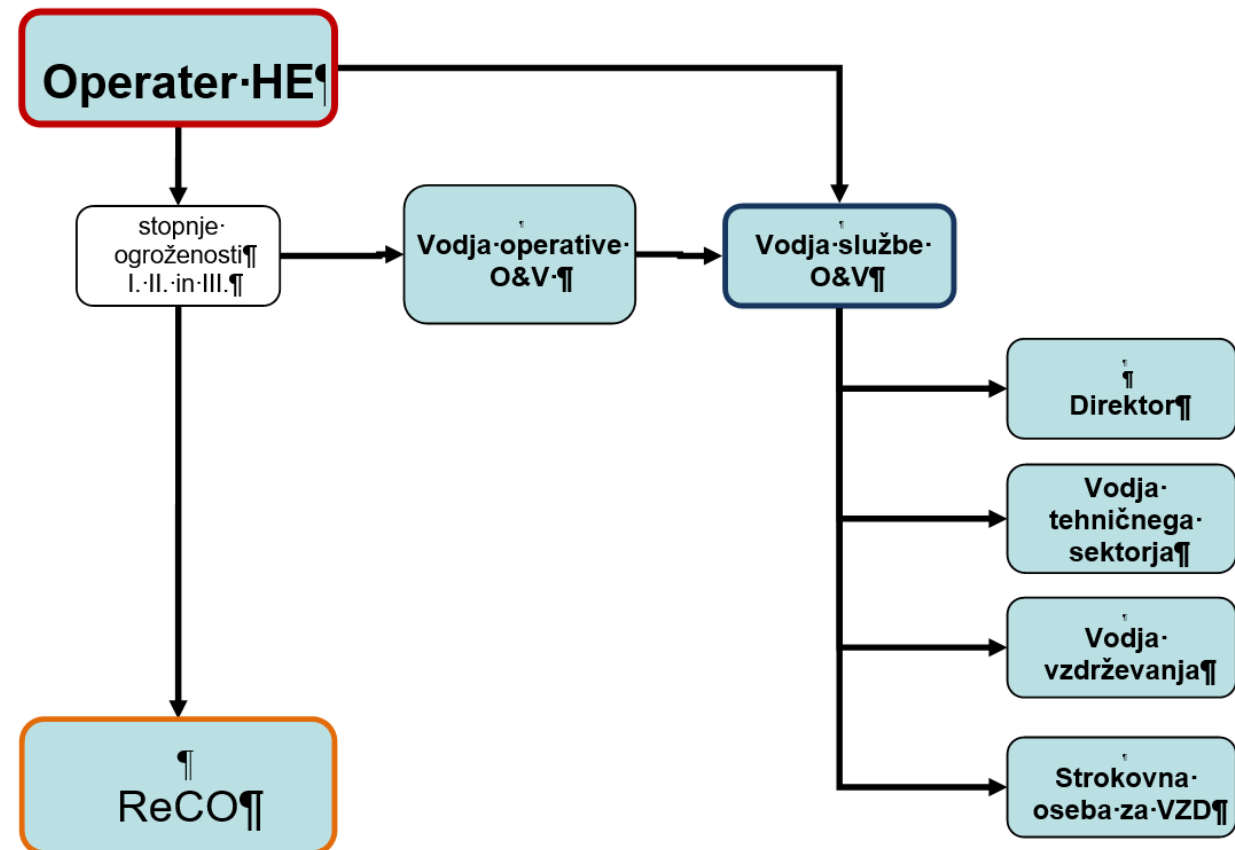 Operater·HE¶
stopnje·
ogroženosti¶
I.·II.·in·III.¶
¶
Vodja·operative·
O&V·¶
¶
Vodja·službe·
O&V¶
¶
¶
Direktor¶
Vodja·
tehničnega·
sektorja¶
¶
Vodja·
vzdrževanja¶
¶
Strokovna·
oseba·za·VZD¶
¶
ReCO¶